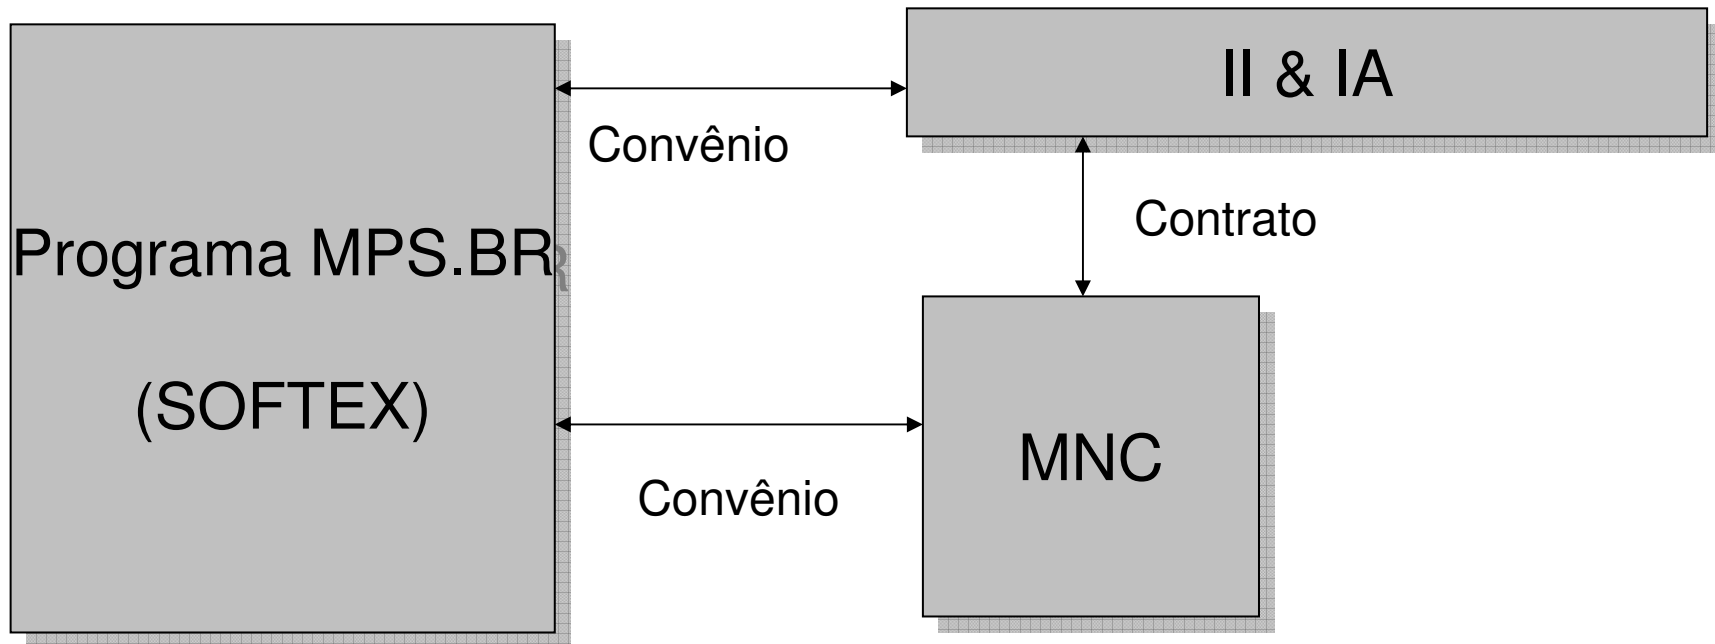 II & IA
Convênio
Contrato
Programa MPS.BR
(SOFTEX)
MNC
Convênio